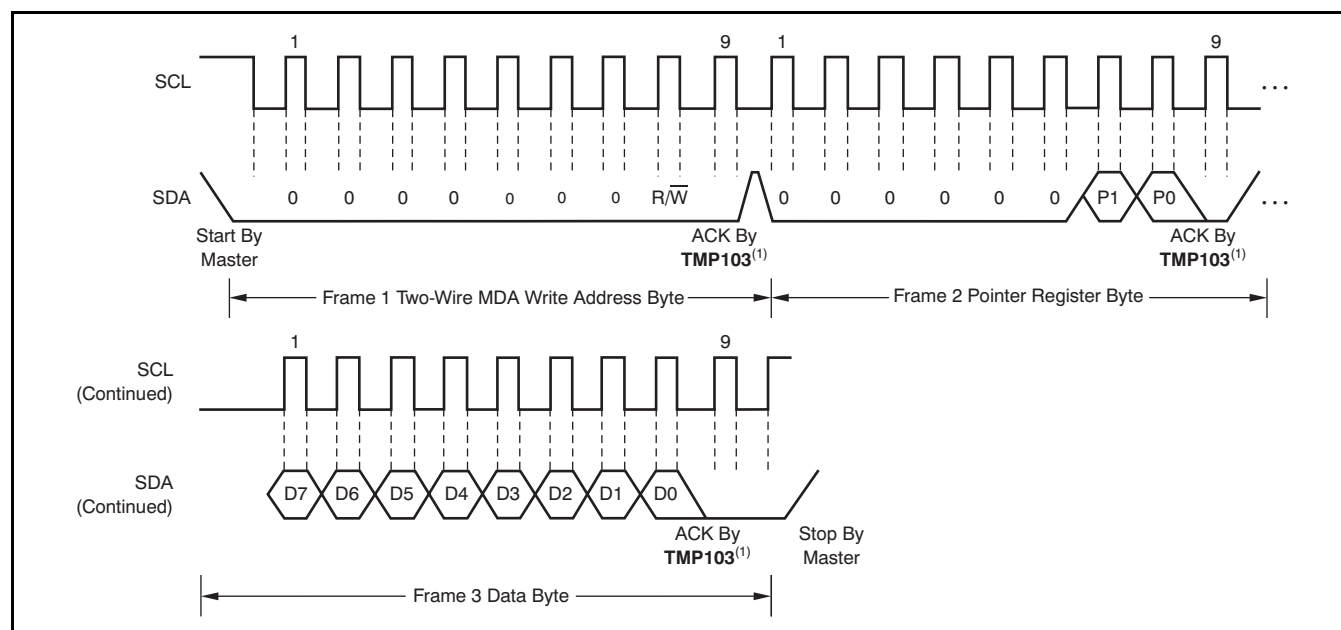 1 9 1 9
SCL ...
SDA 0 0 0 0 0 0 0 R/W̅ 0 0 0 0 0 0 P1 P0 ...
Start By Master
ACK By TMP103(1)
ACK By TMP103(1)
Frame 1 Two-Wire MDA Write Address Byte
Frame 2 Pointer Register Byte
1 9
SCL (Continued)
SDA (Continued)
D7 D6 D5 D4 D3 D2 D1 D0
ACK By TMP103(1)
Stop By Master
Frame 3 Data Byte